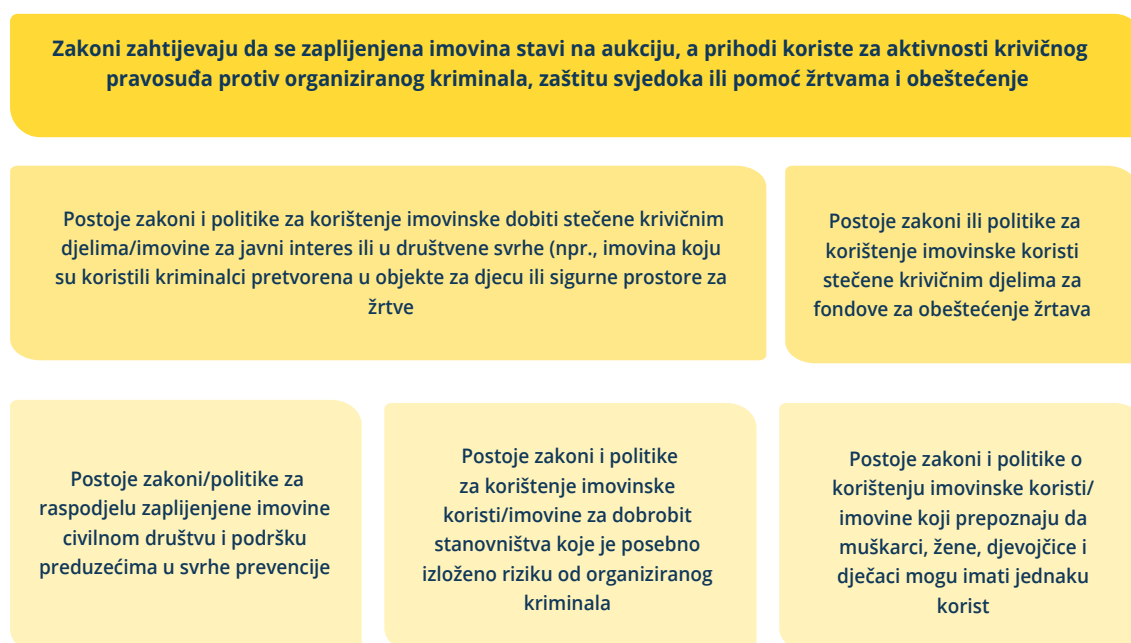 Zakoni zahtijevaju da se zaplijenjena imovina stavi na aukciju, a prihodi koriste za aktivnosti krivičnog
pravosuđa protiv organiziranog kriminala, zaštitu svjedoka ili pomoć žrtvama i obeštećenje
Postoje zakoni i politike za korištenje imovinske dobiti stečene krivičnim
djelima/imovine za javni interes ili u društvene svrhe (npr., imovina koju
su koristili kriminalci pretvorena u objekte za djecu ili sigurne prostore za
žrtve
Postoje zakoni ili politike za
korištenje imovinske koristi
stečene krivičnim djelima za
fondove za obeštećenje žrtava
Postoje zakoni/politike za
raspodjelu zaplijenjene imovine
civilnom društvu i podršku
preduzećima u svrhe prevencije
Postoje zakoni i politike
za korištenje imovinske
koristi/imovine za dobrobit
stanovništva koje je posebno
izloženo riziku od organiziranog
kriminala
Postoje zakoni i politike o
korištenju imovinske koristi/
imovine koji prepoznaju da
muškarci, žene, djevojčice i
dječaci mogu imati jednaku
korist